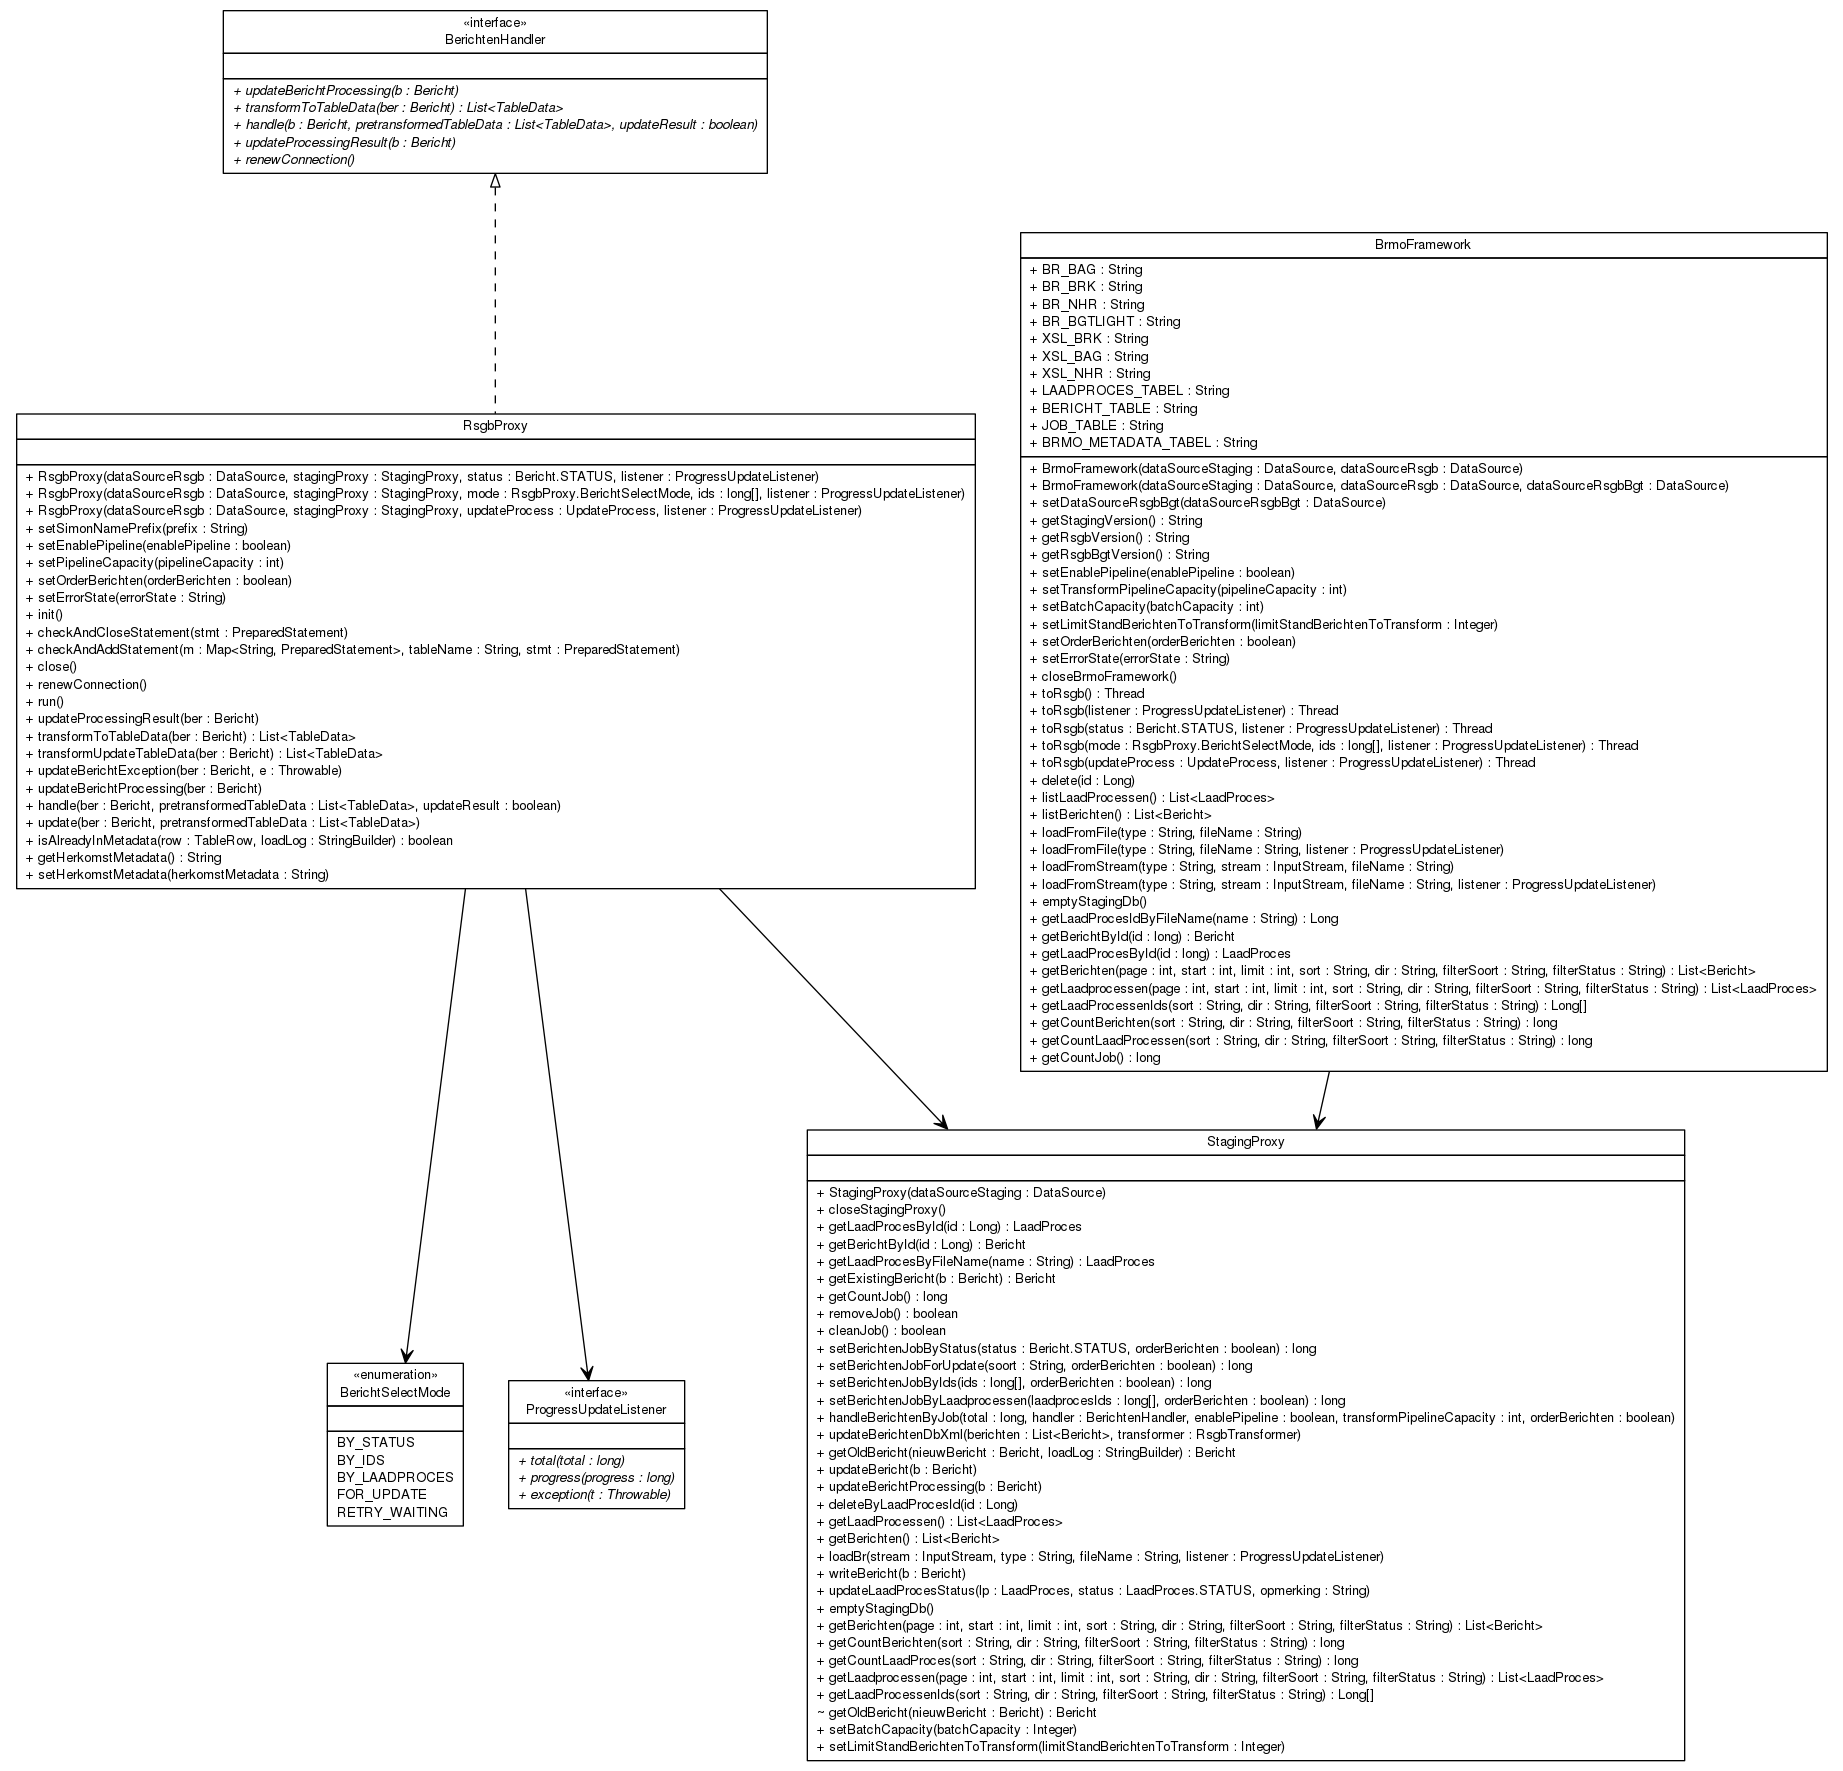 «interface»
BerichtenHandler
+ updateBerichtProcessing(b : Bericht)
+ transformToTableData(ber : Bericht) : List<TableData>
+ handle(b : Bericht, pretransformedTableData : List<TableData>, updateResult : boolean)
+ updateProcessingResult(b : Bericht)
+ renewConnection()
BrmoFramework
+ BR_BAG : String
+ BR_BRK : String
+ BR_NHR : String
+ BR_BGTLIGHT : String
+ XSL_BRK : String
+ XSL_BAG : String
+ XSL_NHR : String
+ LAADPROCES_TABEL : String
+ BERICHT_TABLE : String
+ JOB_TABLE : String
+ BRMO_METADATA_TABEL : String
+ BrmoFramework(dataSourceStaging : DataSource, dataSourceRsgb : DataSource)
+ BrmoFramework(dataSourceStaging : DataSource, dataSourceRsgb : DataSource, dataSourceRsgbBgt : DataSource)
+ setDataSourceRsgbBgt(dataSourceRsgbBgt : DataSource)
+ getStagingVersion() : String
+ getRsgbVersion() : String
+ getRsgbBgtVersion() : String
+ setEnablePipeline(enablePipeline : boolean)
+ setTransformPipelineCapacity(pipelineCapacity : int)
+ setBatchCapacity(batchCapacity : int)
+ setLimitStandBerichtenToTransform(limitStandBerichtenToTransform : Integer)
+ setOrderBerichten(orderBerichten : boolean)
+ setErrorState(errorState : String)
+ closeBrmoFramework()
+ toRsgb() : Thread
+ toRsgb(listener : ProgressUpdateListener) : Thread
+ toRsgb(status : Bericht.STATUS, listener : ProgressUpdateListener) : Thread
+ toRsgb(mode : RsgbProxy.BerichtSelectMode, ids : long[], listener : ProgressUpdateListener) : Thread
+ toRsgb(updateProcess : UpdateProcess, listener : ProgressUpdateListener) : Thread
+ delete(id : Long)
+ listLaadProcessen() : List<LaadProces>
+ listBerichten() : List<Bericht>
+ loadFromFile(type : String, fileName : String)
+ loadFromFile(type : String, fileName : String, listener : ProgressUpdateListener)
+ loadFromStream(type : String, stream : InputStream, fileName : String)
+ loadFromStream(type : String, stream : InputStream, fileName : String, listener : ProgressUpdateListener)
+ emptyStagingDb()
+ getLaadProcesIdByFileName(name : String) : Long
+ getBerichtById(id : long) : Bericht
+ getLaadProcesById(id : long) : LaadProces
+ getBerichten(page : int, start : int, limit : int, sort : String, dir : String, filterSoort : String, filterStatus : String) : List<Bericht>
+ getLaadprocessen(page : int, start : int, limit : int, sort : String, dir : String, filterSoort : String, filterStatus : String) : List<LaadProces>
+ getLaadProcessenIds(sort : String, dir : String, filterSoort : String, filterStatus : String) : Long[]
+ getCountBerichten(sort : String, dir : String, filterSoort : String, filterStatus : String) : long
+ getCountLaadProcessen(sort : String, dir : String, filterSoort : String, filterStatus : String) : long
+ getCountJob() : long
RsgbProxy
+ RsgbProxy(dataSourceRsgb : DataSource, stagingProxy : StagingProxy, status : Bericht.STATUS, listener : ProgressUpdateListener)
+ RsgbProxy(dataSourceRsgb : DataSource, stagingProxy : StagingProxy, mode : RsgbProxy.BerichtSelectMode, ids : long[], listener : ProgressUpdateListener)
+ RsgbProxy(dataSourceRsgb : DataSource, stagingProxy : StagingProxy, updateProcess : UpdateProcess, listener : ProgressUpdateListener)
+ setSimonNamePrefix(prefix : String)
+ setEnablePipeline(enablePipeline : boolean)
+ setPipelineCapacity(pipelineCapacity : int)
+ setOrderBerichten(orderBerichten : boolean)
+ setErrorState(errorState : String)
+ init()
+ checkAndCloseStatement(stmt : PreparedStatement)
+ checkAndAddStatement(m : Map<String, PreparedStatement>, tableName : String, stmt : PreparedStatement)
+ close()
+ renewConnection()
+ run()
+ updateProcessingResult(ber : Bericht)
+ transformToTableData(ber : Bericht) : List<TableData>
+ transformUpdateTableData(ber : Bericht) : List<TableData>
+ updateBerichtException(ber : Bericht, e : Throwable)
+ updateBerichtProcessing(ber : Bericht)
+ handle(ber : Bericht, pretransformedTableData : List<TableData>, updateResult : boolean)
+ update(ber : Bericht, pretransformedTableData : List<TableData>)
+ isAlreadyInMetadata(row : TableRow, loadLog : StringBuilder) : boolean
+ getHerkomstMetadata() : String
+ setHerkomstMetadata(herkomstMetadata : String)
StagingProxy
+ StagingProxy(dataSourceStaging : DataSource)
+ closeStagingProxy()
+ getLaadProcesById(id : Long) : LaadProces
+ getBerichtById(id : Long) : Bericht
+ getLaadProcesByFileName(name : String) : LaadProces
+ getExistingBericht(b : Bericht) : Bericht
+ getCountJob() : long
+ removeJob() : boolean
+ cleanJob() : boolean
+ setBerichtenJobByStatus(status : Bericht.STATUS, orderBerichten : boolean) : long
+ setBerichtenJobForUpdate(soort : String, orderBerichten : boolean) : long
+ setBerichtenJobByIds(ids : long[], orderBerichten : boolean) : long
+ setBerichtenJobByLaadprocessen(laadprocesIds : long[], orderBerichten : boolean) : long
+ handleBerichtenByJob(total : long, handler : BerichtenHandler, enablePipeline : boolean, transformPipelineCapacity : int, orderBerichten : boolean)
+ updateBerichtenDbXml(berichten : List<Bericht>, transformer : RsgbTransformer)
+ getOldBericht(nieuwBericht : Bericht, loadLog : StringBuilder) : Bericht
+ updateBericht(b : Bericht)
+ updateBerichtProcessing(b : Bericht)
+ deleteByLaadProcesId(id : Long)
+ getLaadProcessen() : List<LaadProces>
+ getBerichten() : List<Bericht>
+ loadBr(stream : InputStream, type : String, fileName : String, listener : ProgressUpdateListener)
+ writeBericht(b : Bericht)
+ updateLaadProcesStatus(lp : LaadProces, status : LaadProces.STATUS, opmerking : String)
+ emptyStagingDb()
+ getBerichten(page : int, start : int, limit : int, sort : String, dir : String, filterSoort : String, filterStatus : String) : List<Bericht>
+ getCountBerichten(sort : String, dir : String, filterSoort : String, filterStatus : String) : long
+ getCountLaadProces(sort : String, dir : String, filterSoort : String, filterStatus : String) : long
+ getLaadprocessen(page : int, start : int, limit : int, sort : String, dir : String, filterSoort : String, filterStatus : String) : List<LaadProces>
+ getLaadProcessenIds(sort : String, dir : String, filterSoort : String, filterStatus : String) : Long[]
~ getOldBericht(nieuwBericht : Bericht) : Bericht
+ setBatchCapacity(batchCapacity : Integer)
+ setLimitStandBerichtenToTransform(limitStandBerichtenToTransform : Integer)
«enumeration»
BerichtSelectMode
BY_STATUS
BY_IDS
BY_LAADPROCES
FOR_UPDATE
RETRY_WAITING
«interface»
ProgressUpdateListener
+ total(total : long)
+ progress(progress : long)
+ exception(t : Throwable)